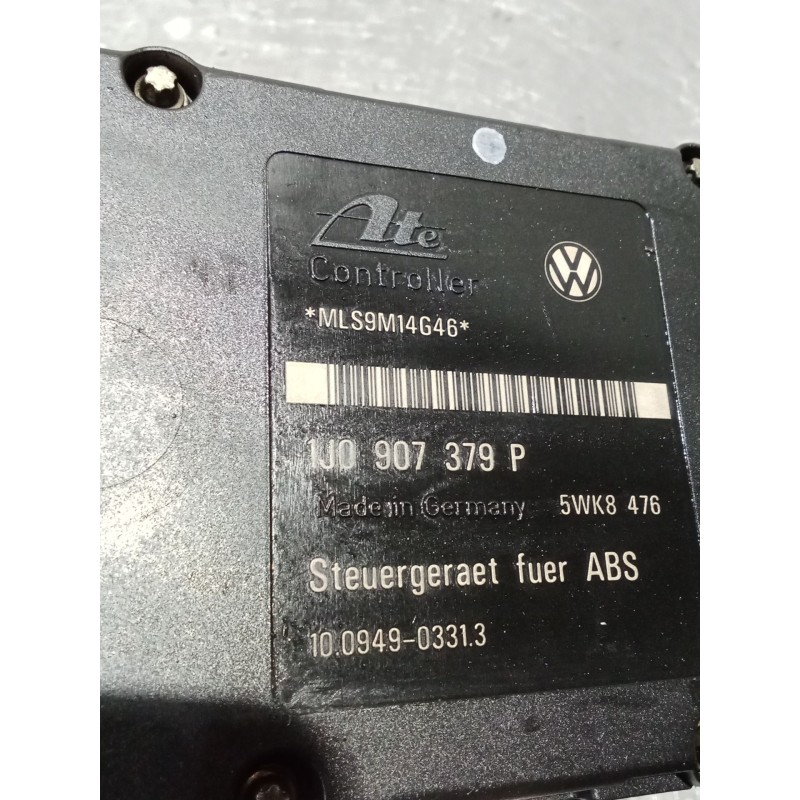 Ate
Controller
*MLS9M14G46*
1J0 907 379 P
Made in Germany 5WK8 476
Steuergeraet fuer ABS
10.0949-0331.3